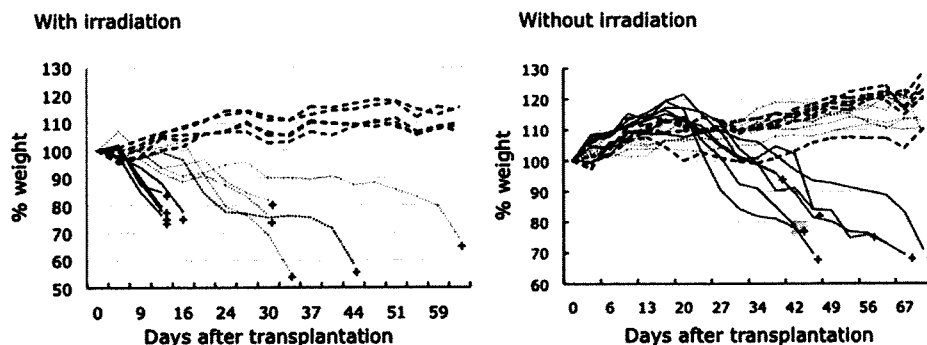 With irradiation
% weight
130
120
110
100
90
80
70
60
50
0 5 9 16 24 30 37 44 51 59
Days after transplantation
Without irradiation
% weight
130
120
110
100
90
80
70
60
0 6 13 20 27 34 42 48 56 67
Days after transplantation